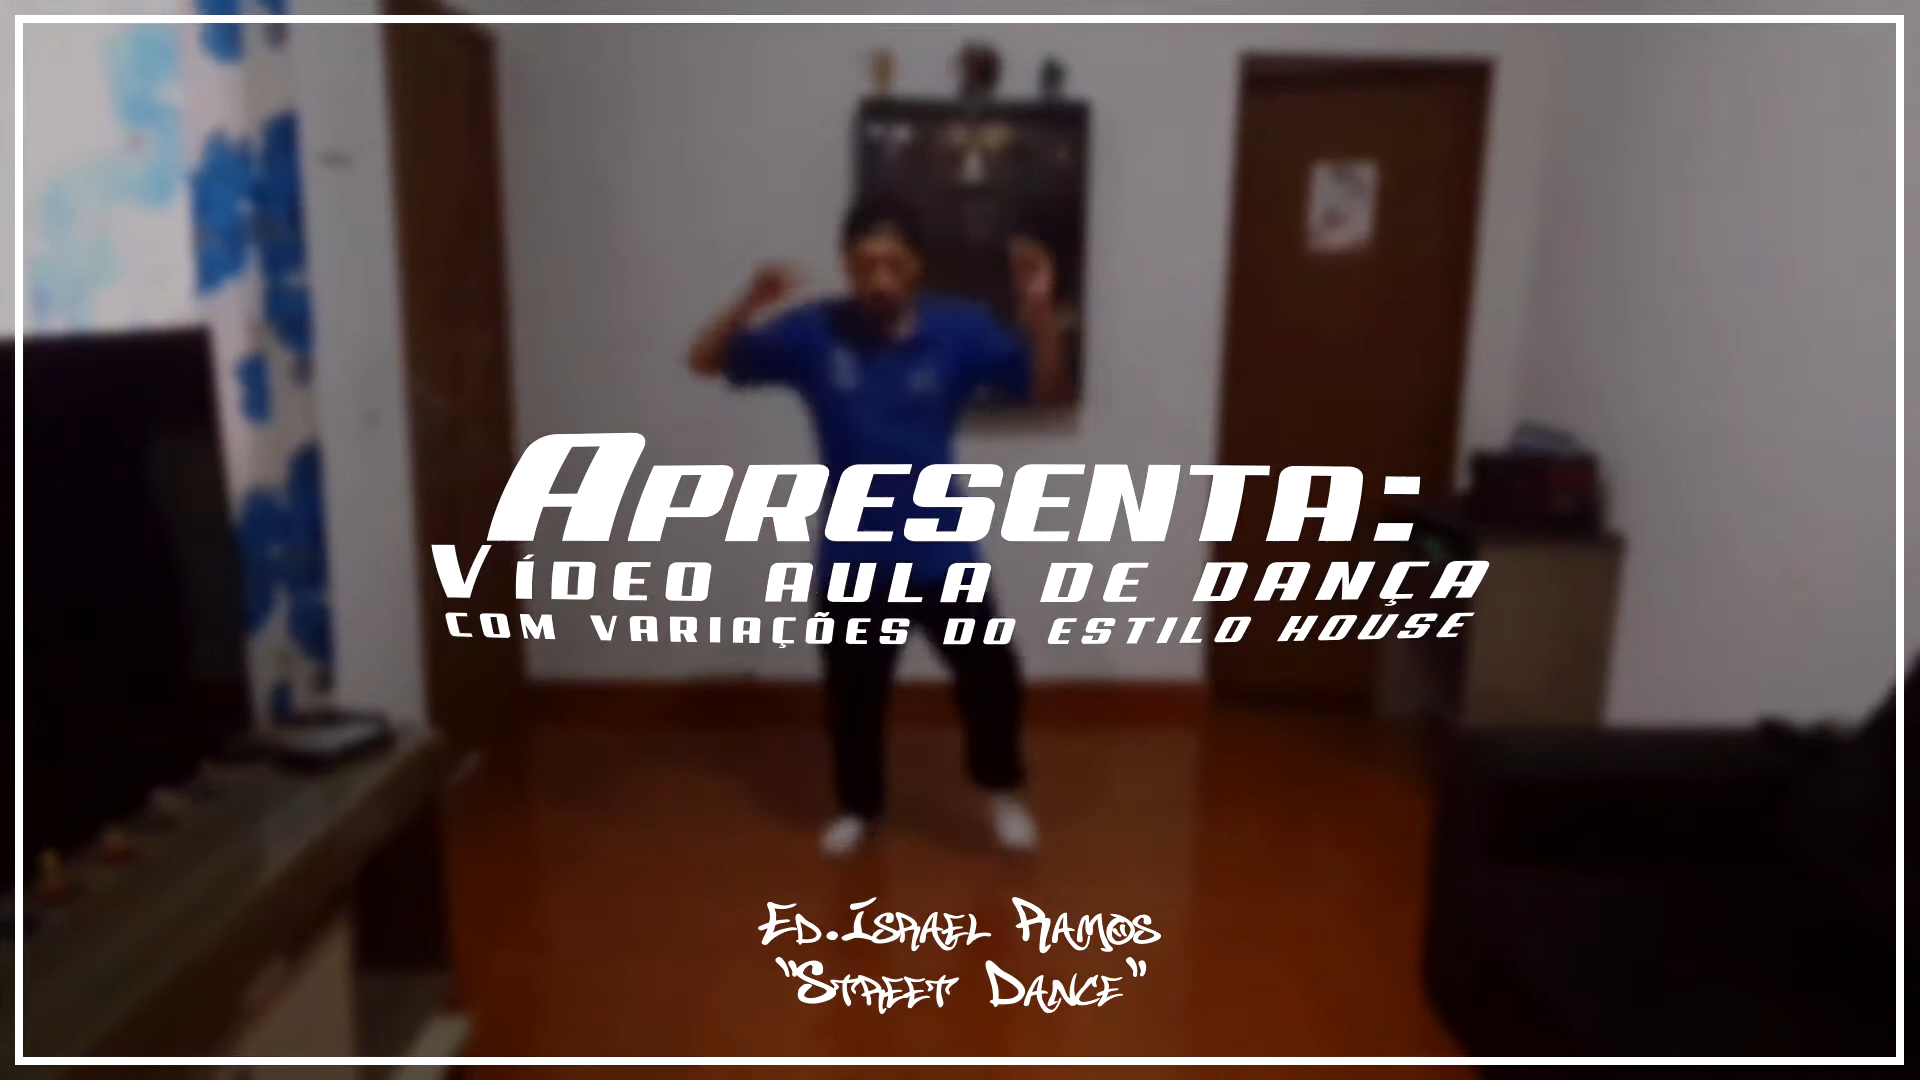 Apresenta:
Vídeo aula de dança
com variações do estilo house
Ed.Israel Ramos
"Street Dance"